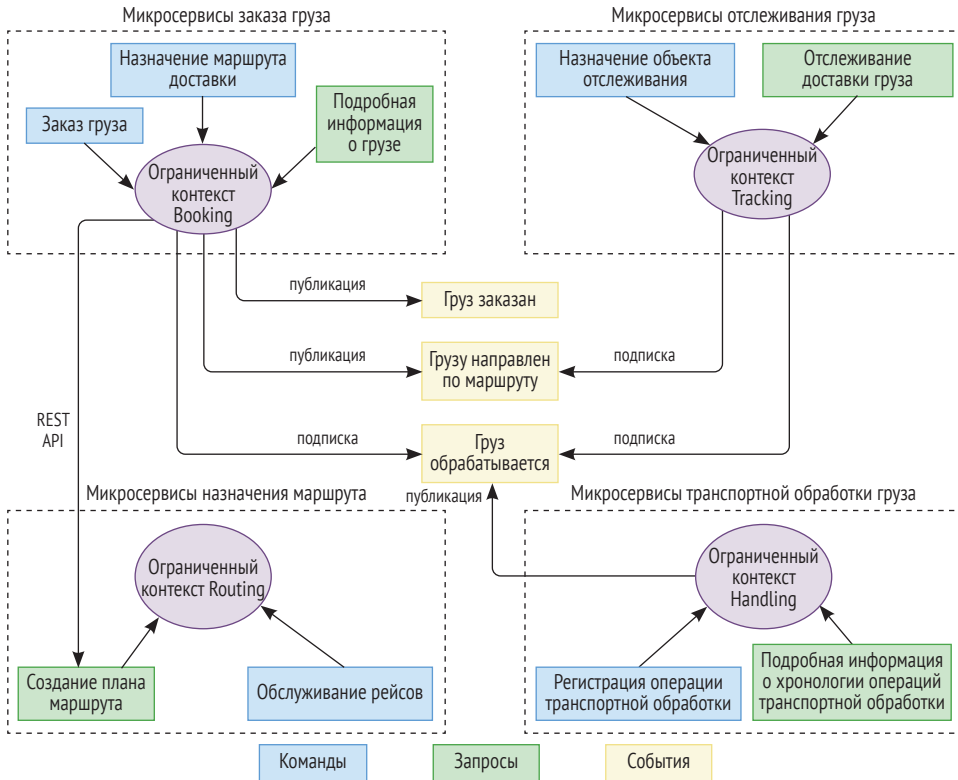 Микросервисы заказа груза
Микросервисы отслеживания груза
Назначение маршрута
доставки
Заказ груза
Подробная
информация
о грузе
Ограниченный
контекст
Booking
Назначение объекта
отслеживания
Отслеживание
доставки груза
Ограниченный
контекст
Tracking
публикация
Груз заказан
публикация
Грузу направлен
по маршруту
подписка
REST
API
подписка
Груз
обрабатывается
подписка
Микросервисы назначения маршрута
публикация
Микросервисы транспортной обработки груза
Ограниченный
контекст Routing
Ограниченный
контекст
Handling
Создание плана
маршрута
Обслуживание рейсов
Регистрация операции
транспортной обработки
Подробная информация
о хронологии операций
транспортной обработки
Команды
Запросы
События